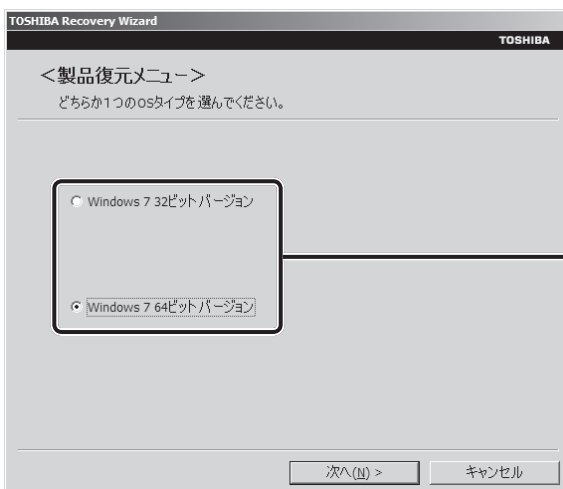 TOSHIBA Recovery Wizard
TOSHIBA
＜製品復元メニュー＞
どちらか1つのOSタイプを選んでください。
Windows 7 32ビットバージョン
Windows 7 64ビットバージョン
次へ(N) >
キャンセル